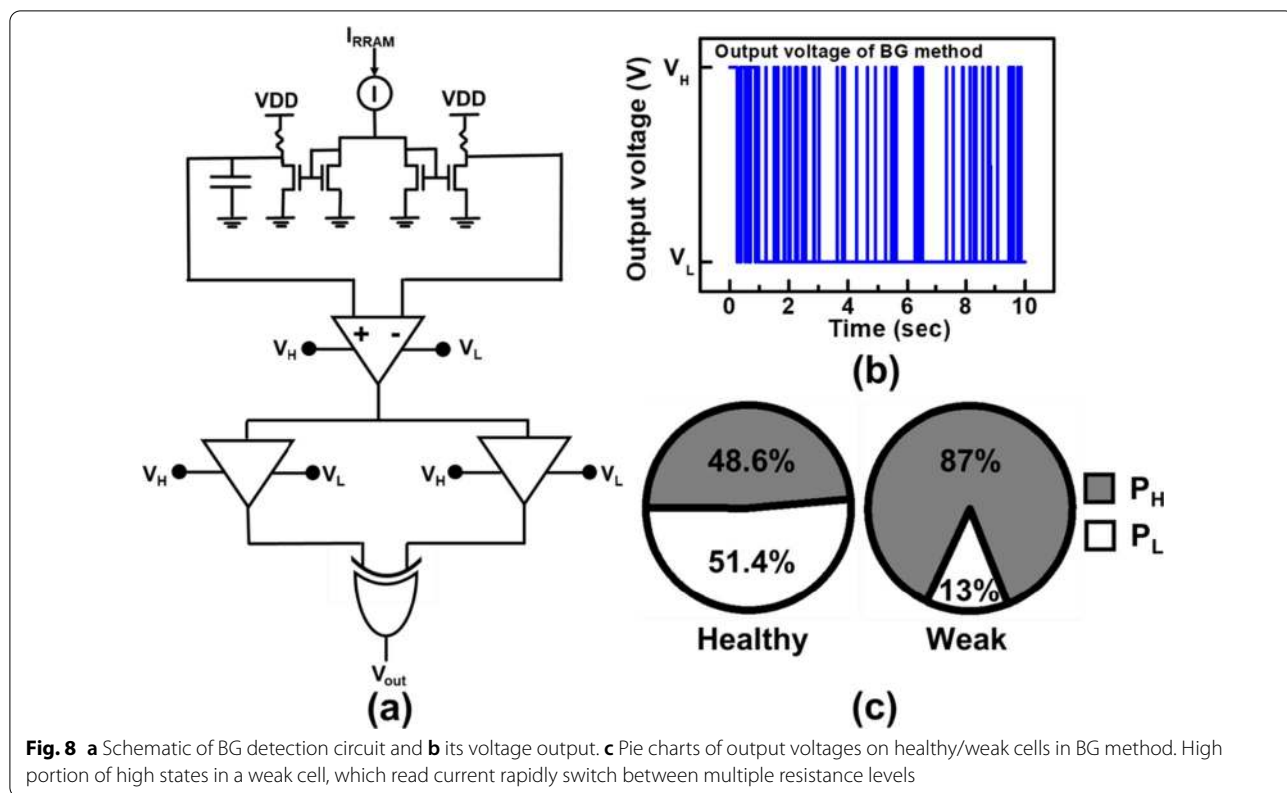 I_RRAM
I
VDD
VDD
+ -
V_H
V_L
V_H
V_L
V_H
V_L
V_out
(a)
Output voltage of BG method
Output voltage (V)
V_H
V_L
0 2 4 6 8 10
Time (sec)
(b)
48.6%
51.4%
Healthy
87%
13%
Weak
P_H
P_L
(c)
Fig. 8 a Schematic of BG detection circuit and b its voltage output. c Pie charts of output voltages on healthy/weak cells in BG method. High
portion of high states in a weak cell, which read current rapidly switch between multiple resistance levels